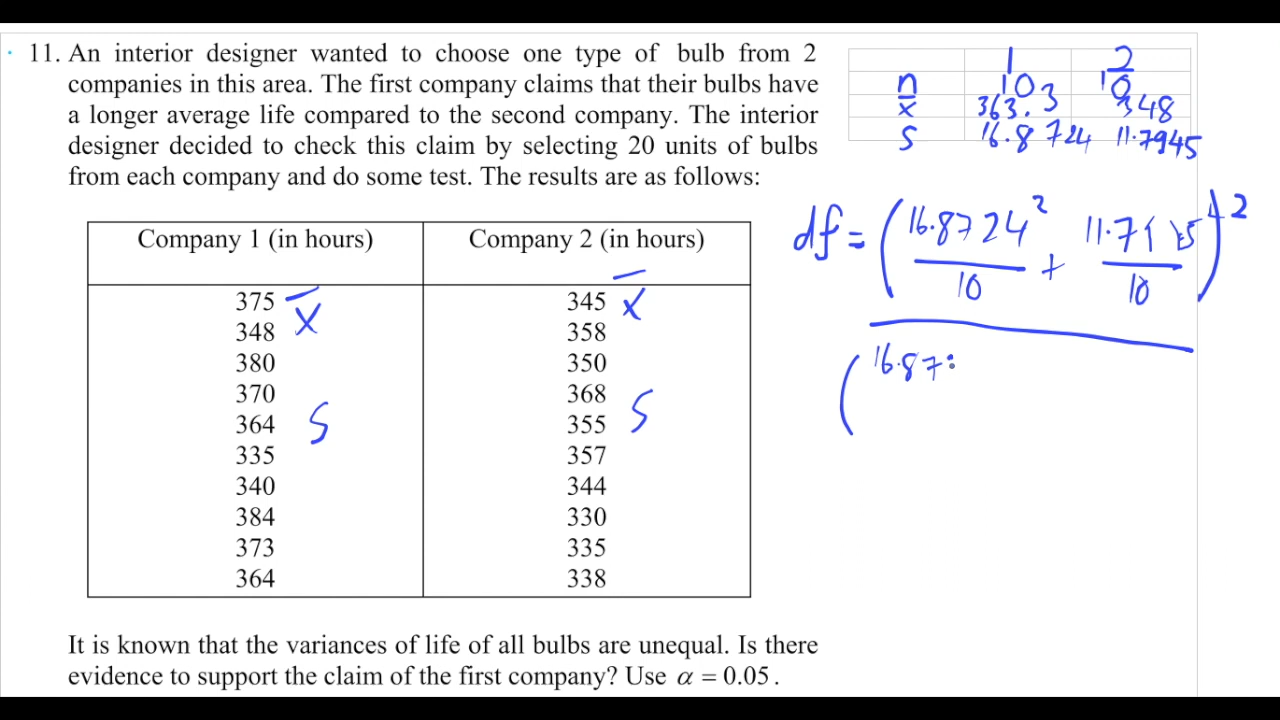 11. An interior designer wanted to choose one type of bulb from 2
companies in this area. The first company claims that their bulbs have
a longer average life compared to the second company. The interior
designer decided to check this claim by selecting 20 units of bulbs
from each company and do some test. The results are as follows:
Company 1 (in hours) Company 2 (in hours)
375 x̄ 345 x̄
348 358
380 350
370 368
364 S 355 S
335 357
340 344
384 330
373 335
364 338
It is known that the variances of life of all bulbs are unequal. Is there
evidence to support the claim of the first company? Use α = 0.05.
1 2
n 10 10
x̄ 363.3 348
S 16.8724 11.7945
df = (16.8724² / 10 + / 10)²
(16.87